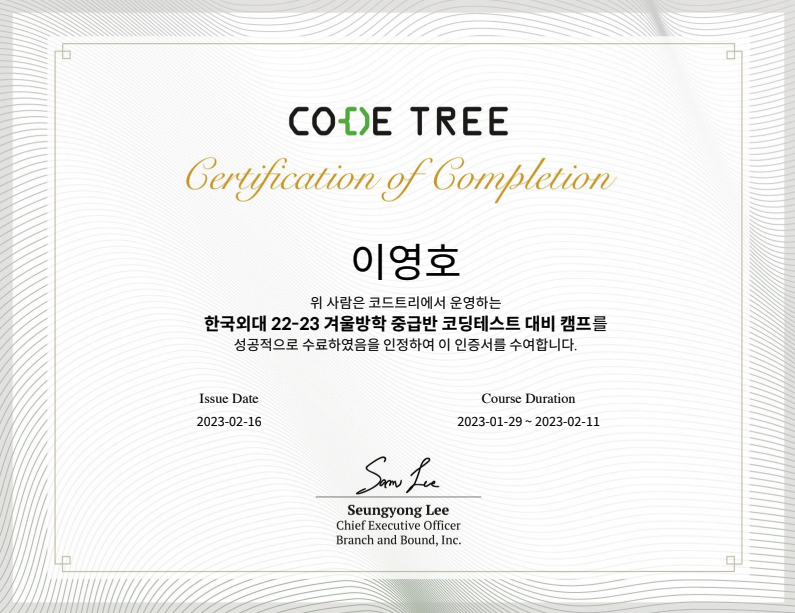 CODE TREE
Certification of Completion
이영호
위 사람은 코드트리에서 운영하는
한국외대 22-23 겨울방학 중급반 코딩테스트 대비 캠프를
성공적으로 수료하였음을 인정하여 이 인증서를 수여합니다.
Issue Date
2023-02-16
Course Duration
2023-01-29 ~ 2023-02-11
Sam Lee
Seungyong Lee
Chief Executive Officer
Branch and Bound, Inc.